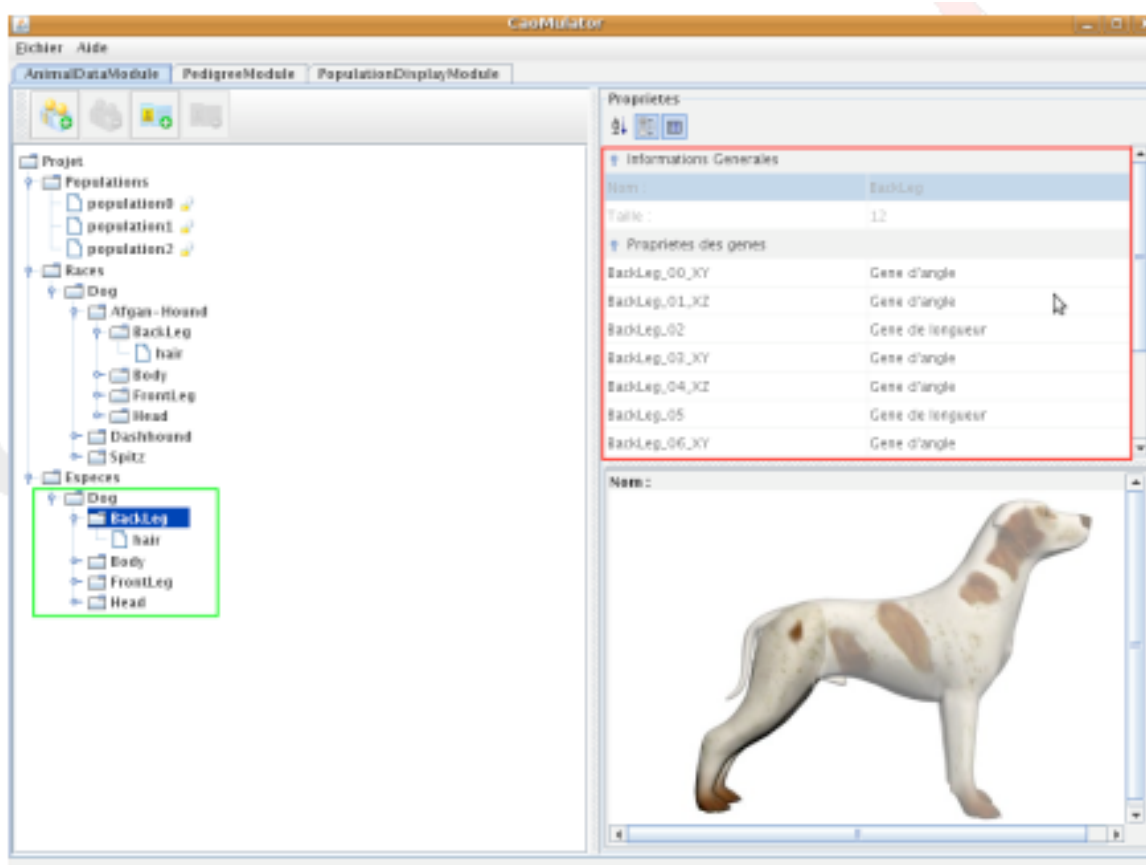 CaoMulator
Fichier Aide
AnimalDataModule PedigreeModule PopulationDisplayModule
Projet
Populations
population0
population1
population2
Races
Dog
Afgan-Hound
BackLeg
hair
Body
FrontLeg
Head
Dashhound
Spitz
Especes
Dog
BackLeg
hair
Body
FrontLeg
Head
Proprietes
Informations Generales
Nom : BackLeg
Taille : 12
Proprietes des genes
BackLeg_00_XY Gene d'angle
BackLeg_01_XZ Gene d'angle
BackLeg_02 Gene de longueur
BackLeg_03_XY Gene d'angle
BackLeg_04_XZ Gene d'angle
BackLeg_05 Gene de longueur
BackLeg_06_XY Gene d'angle
Nom :